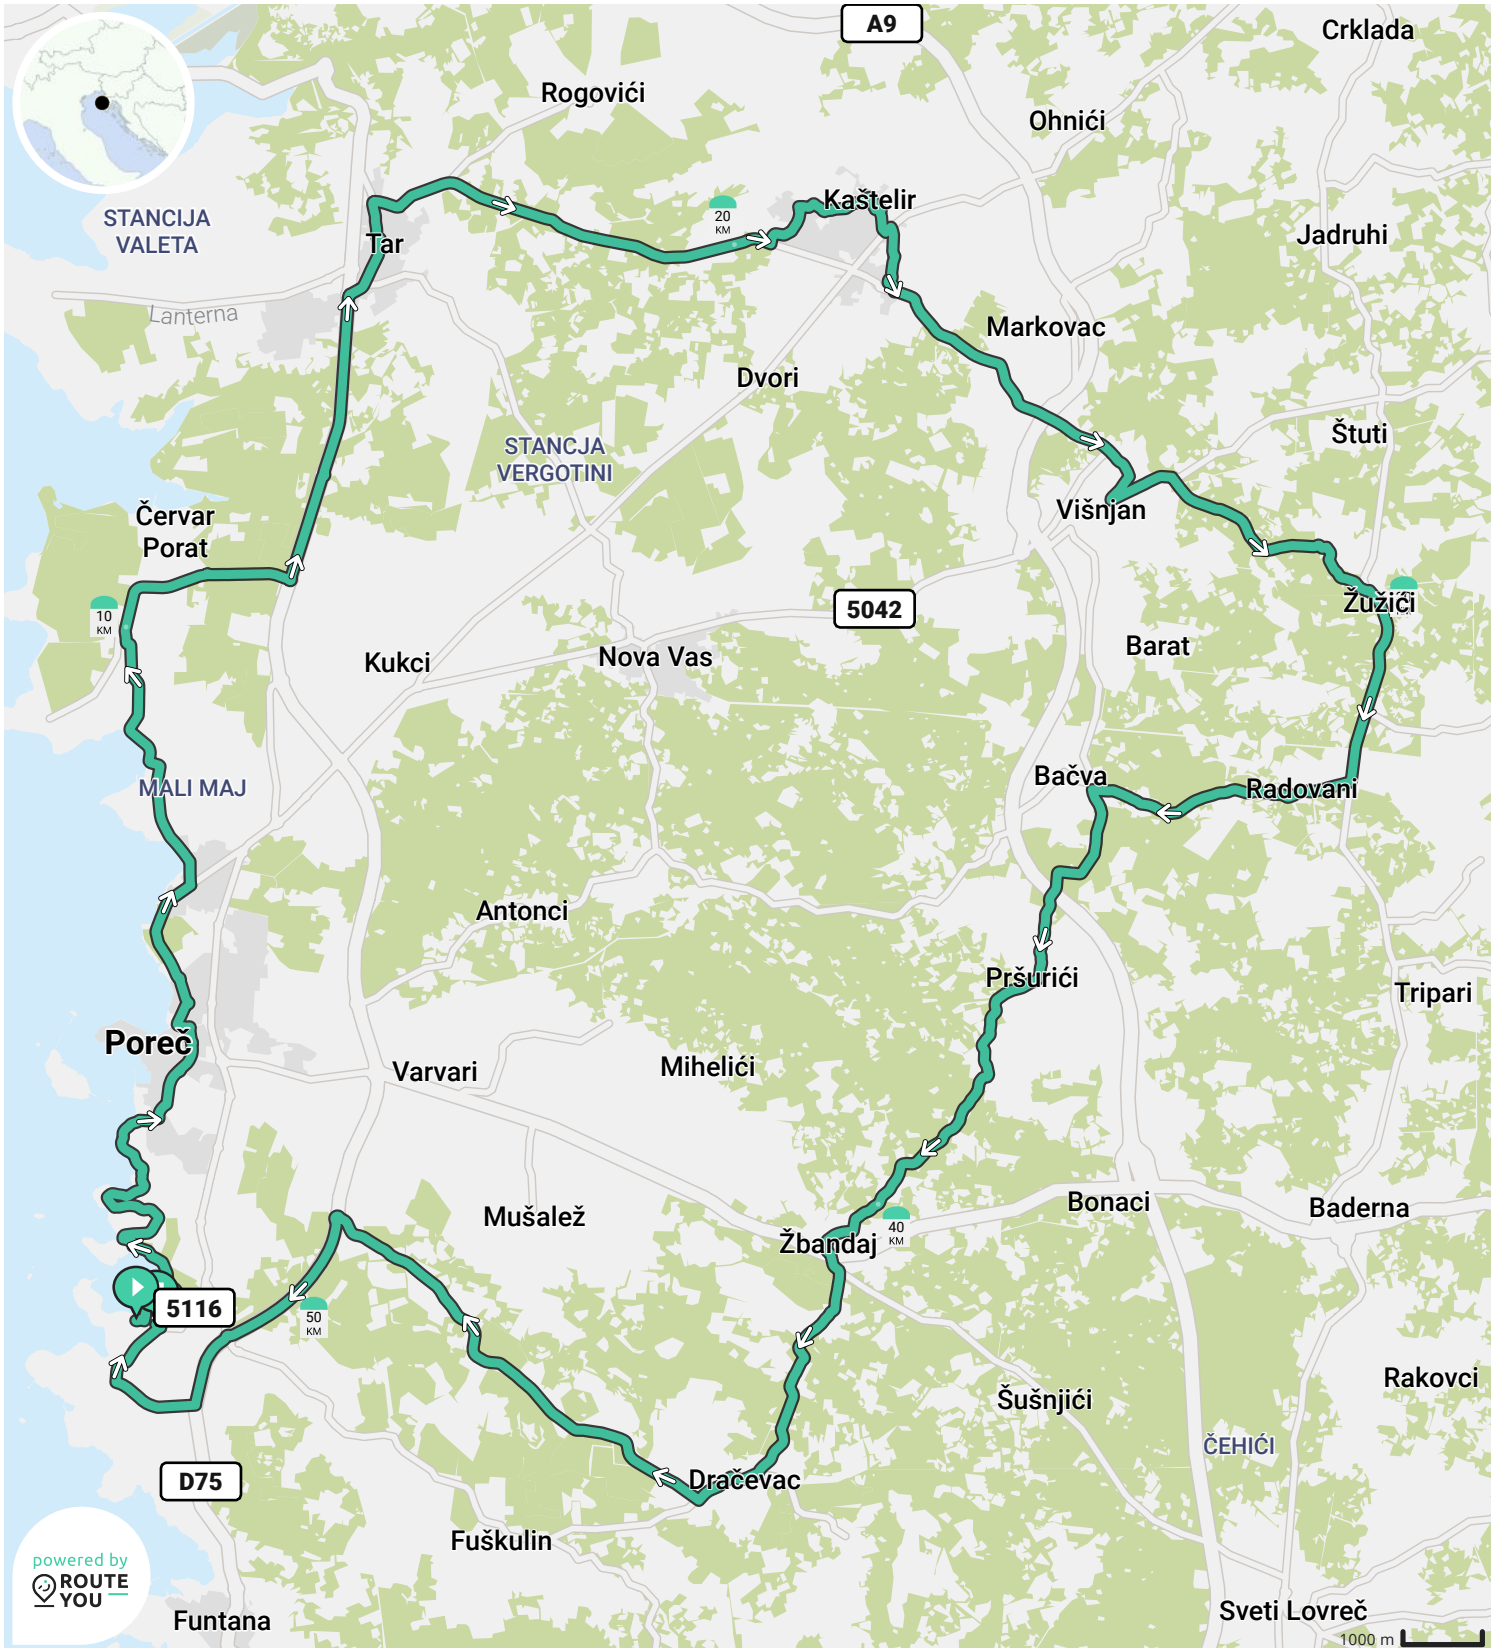 A9
Crklada
Rogovići
Ohnići
STANCIJA
VALETA
Kaštelir
20
KM
Tar
Jadruhi
Lanterna
Markovac
Dvori
STANCJA
VERGOTINI
Štuti
Červar
Porat
Višnjan
10
KM
5042
Žužići
Kukci
Nova Vas
Barat
MALI MAJ
Bačva
Radovani
Antonci
Pršurići
Tripari
Poreč
Varvari
Mihelići
Mušalež
Bonaci
Baderna
40
KM
Žbandaj
5116
50
KM
Šušnjići
Rakovci
ČEHIĆI
D75
Dračevac
Fuškulin
powered by
ROUTE
YOU
Funtana
Sveti Lovreč
1000 m